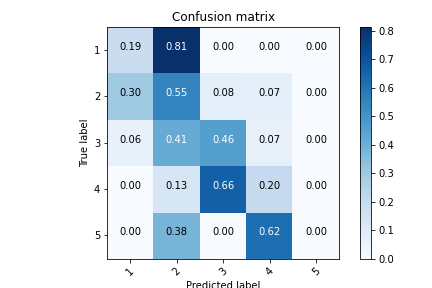 Confusion matrix
1 0.19 0.81 0.00 0.00 0.00
2 0.30 0.55 0.08 0.07 0.00
3 0.06 0.41 0.46 0.07 0.00
4 0.00 0.13 0.66 0.20 0.00
5 0.00 0.38 0.00 0.62 0.00
1 2 3 4 5
True label
Predicted label
0.8
0.7
0.6
0.5
0.4
0.3
0.2
0.1
0.0